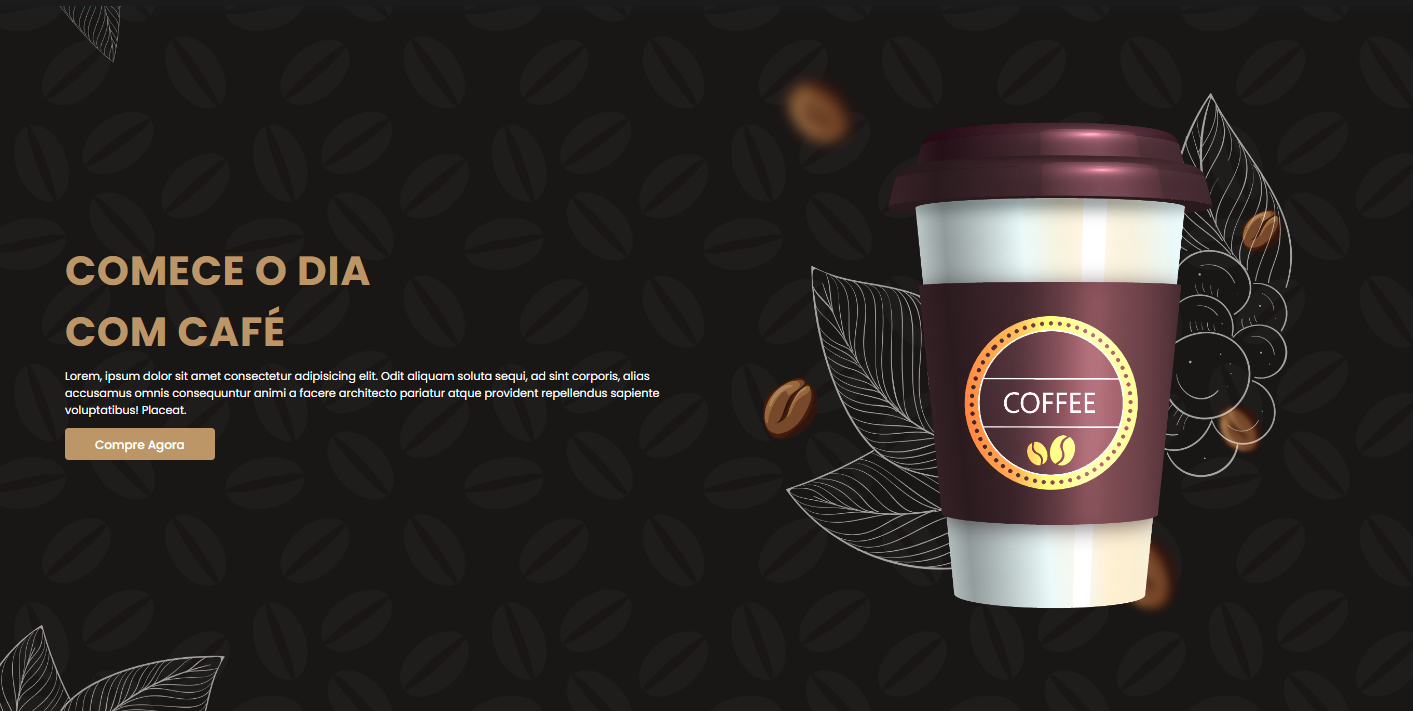 COMECE O DIA
COM CAFÉ
Lorem, ipsum dolor sit amet consectetur adipisicing elit. Odit aliquam soluta sequi, ad sint corporis, alias
accusamus omnis consequuntur animi a facere architecto pariatur atque provident repellendus sapiente
voluptatibus! Placeat.
Compre Agora
COFFEE